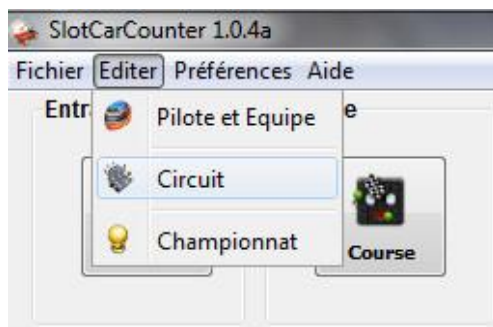 SlotCarCounter 1.0.4a
Fichier Editer Préférences Aide
Entr
e
Pilote et Equipe
Circuit
Championnat
Course